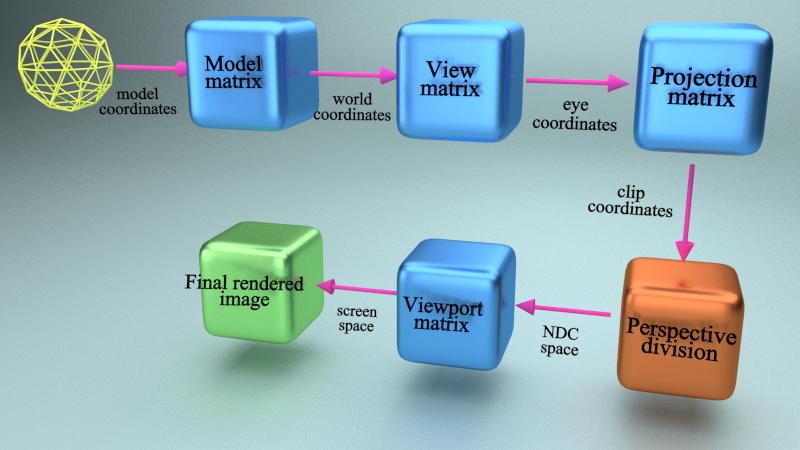 Model
matrix
model
coordinates
world
coordinates
View
matrix
eye
coordinates
Projection
matrix
clip
coordinates
Perspective
division
NDC
space
Viewport
matrix
screen
space
Final rendered
image